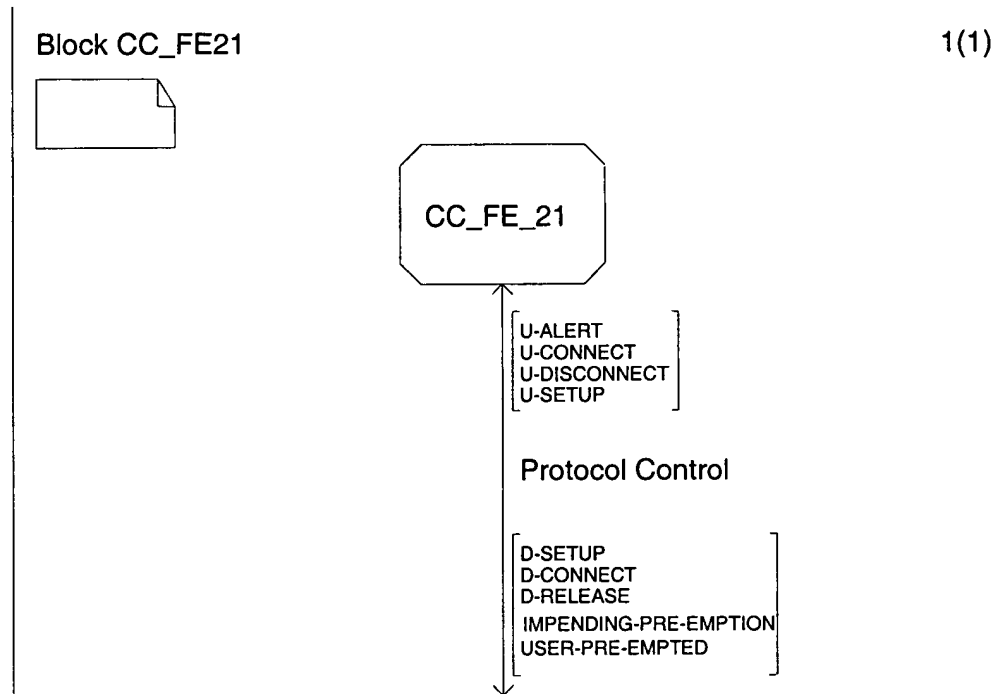 Block CC_FE21
1(1)
CC_FE_21
U-ALERT
U-CONNECT
U-DISCONNECT
U-SETUP
Protocol Control
D-SETUP
D-CONNECT
D-RELEASE
IMPENDING-PRE-EMPTION
USER-PRE-EMPTED